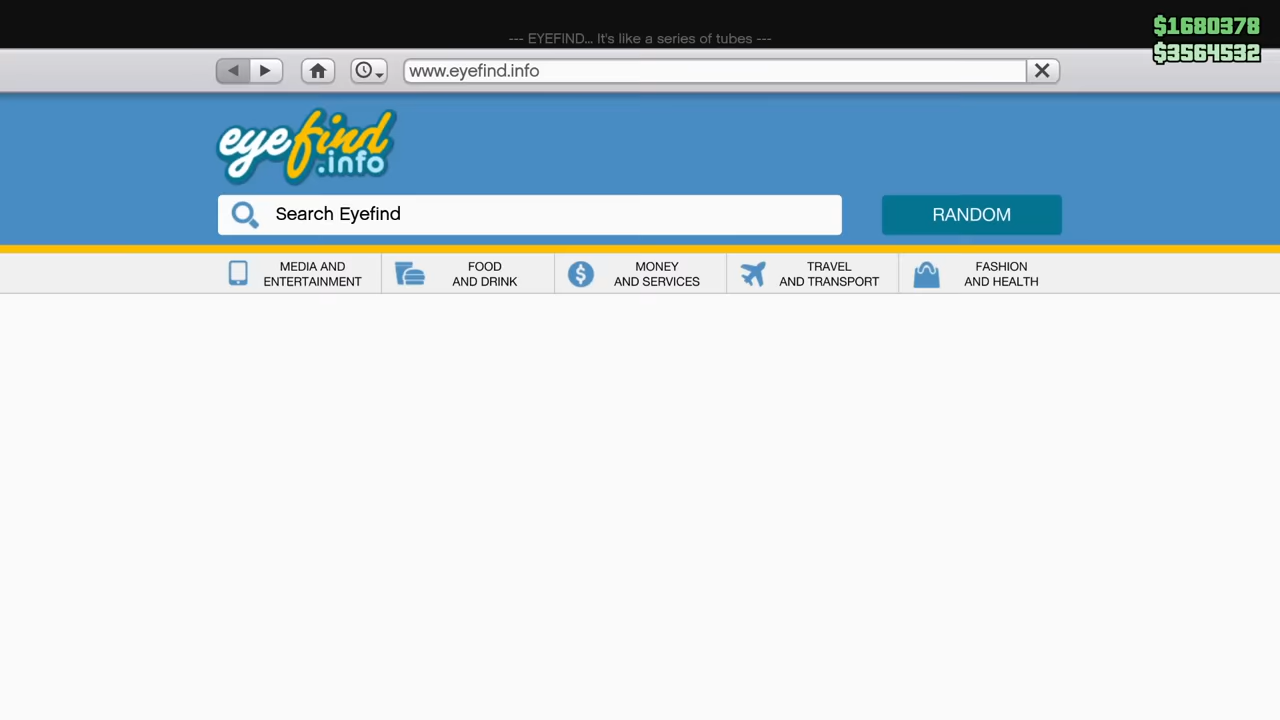 $1680378
--- EYEFIND... It's like a series of tubes ---
$3564532
www.eyefind.info
eyefind
.info
Search Eyefind
RANDOM
MEDIA AND
ENTERTAINMENT
FOOD
AND DRINK
MONEY
AND SERVICES
TRAVEL
AND TRANSPORT
FASHION
AND HEALTH